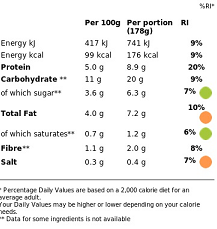 %RI*
Per 100g Per portion RI
(178g)
Energy kJ 417 kJ 741 kJ 9%
Energy kcal 99 kcal 176 kcal 9%
Protein 5.0 g 8.9 g 20%
Carbohydrate ** 11 g 20 g 9%
of which sugar** 3.6 g 6.3 g 7%
Total Fat 4.0 g 7.2 g 10%
of which saturates** 0.7 g 1.2 g 6%
Fibre** 1.1 g 2.0 g 8%
Salt 0.3 g 0.4 g 7%
* Percentage Daily Values are based on a 2,000 calorie diet for an
average adult.
Your Daily Values may be higher or lower depending on your calorie
needs.
** Data for some ingredients is not available